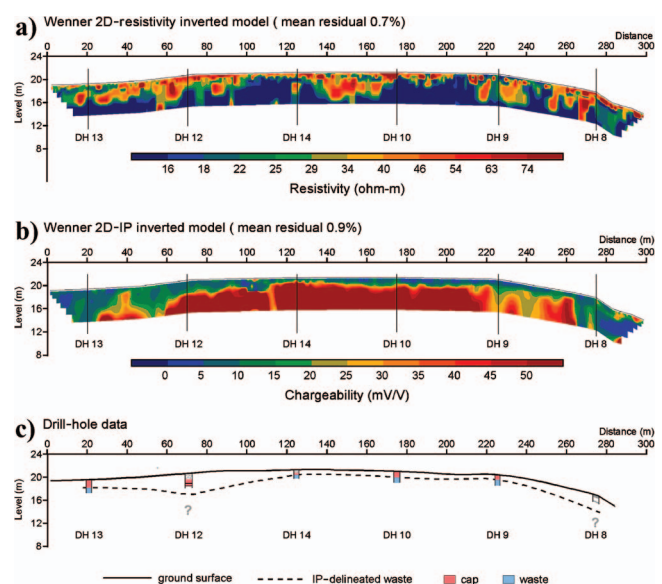 a) Wenner 2D-resistivity inverted model ( mean residual 0.7%)
Distance
0 20 40 60 80 100 120 140 160 180 200 220 240 260 280 300
Level (m)
24
20
16
12
8
DH 13 DH 12 DH 14 DH 10 DH 9 DH 8
16 18 22 25 29 34 40 46 54 63 74
Resistivity (ohm-m)
b) Wenner 2D-IP inverted model ( mean residual 0.9%)
Distance (m)
0 20 40 60 80 100 120 140 160 180 200 220 240 260 280 300
Level (m)
24
20
16
12
8
DH 13 DH 12 DH 14 DH 10 DH 9 DH 8
0 5 10 15 20 25 30 35 40 45 50
Chargeability (mV/V)
c) Drill-hole data
Distance (m)
0 20 40 60 80 100 120 140 160 180 200 220 240 260 280 300
Level (m)
24
20
16
12
8
? ?
DH 13 DH 12 DH 14 DH 10 DH 9 DH 8
ground surface IP-delineated waste cap waste